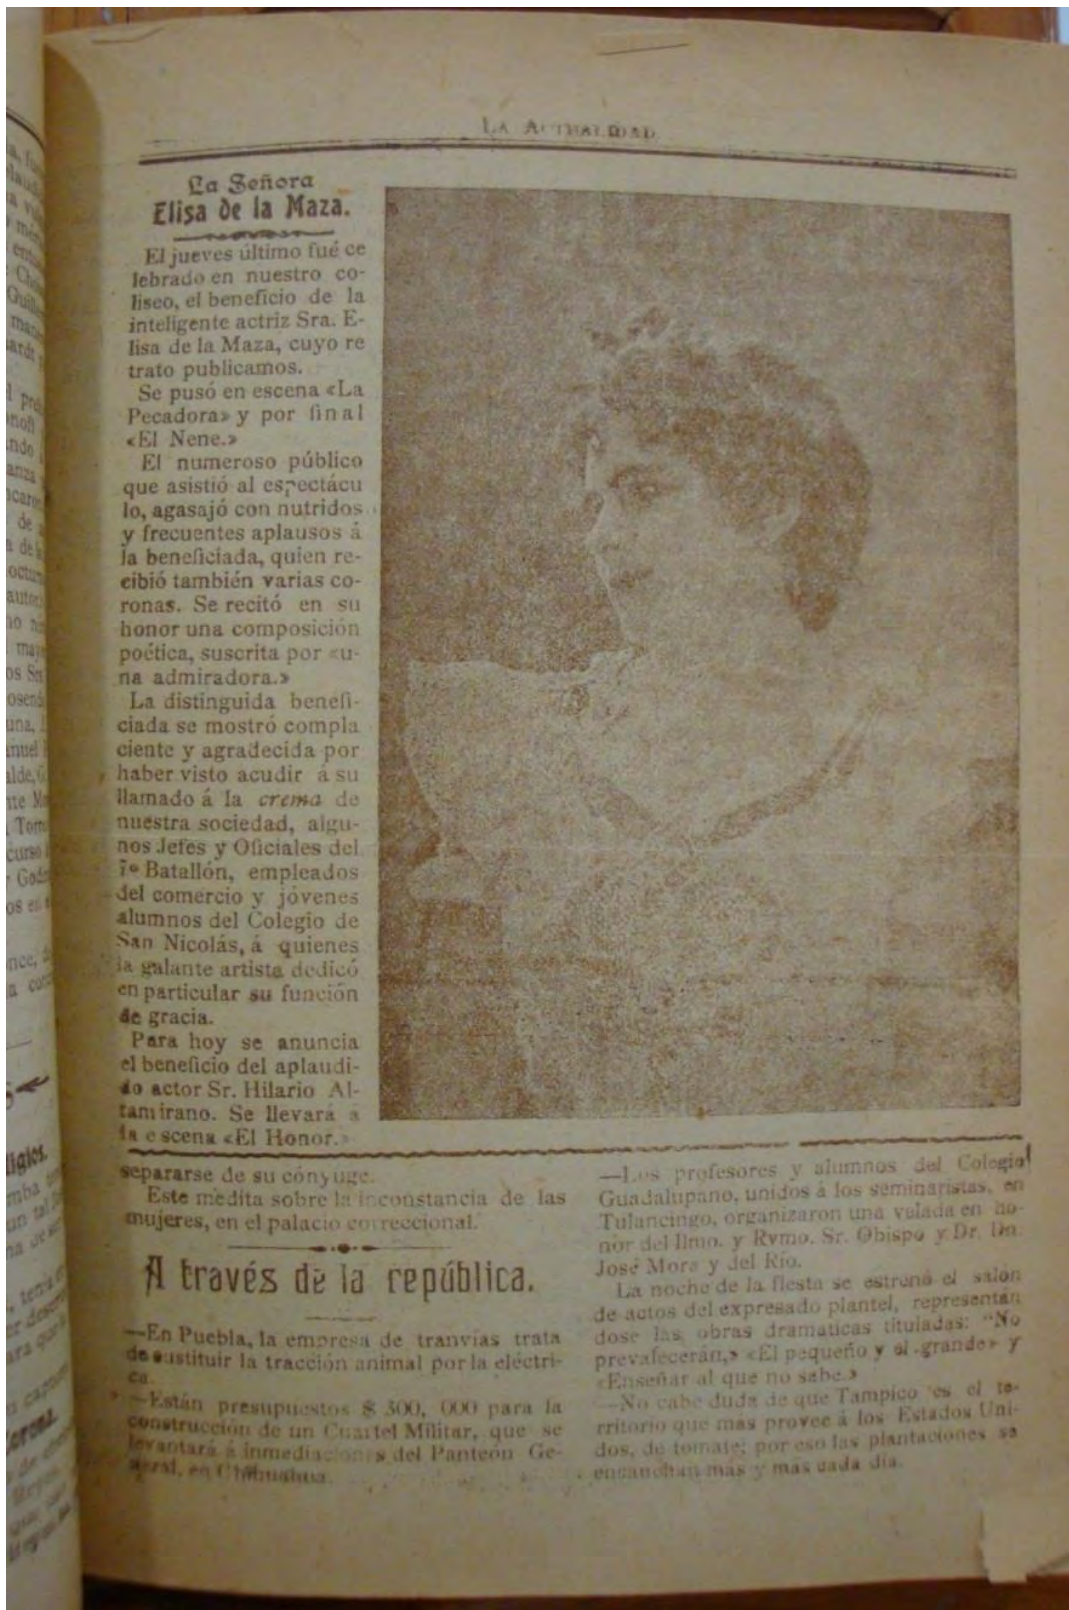 LA ACTUALIDAD
La Señora
Elisa de la Maza.
El jueves último fué ce
lebrado en nuestro co-
liseo, el beneficio de la
inteligente actriz Sra. E-
lisa de la Maza, cuyo re
trato publicamos.
Se pusó en escena «La
Pecadora» y por final
«El Nene.»
El numeroso público
que asistió al espectácu
lo, agasajó con nutridos
y frecuentes aplausos á
la beneficiada, quien re-
cibió también varias co-
ronas. Se recitó en su
honor una composición
poética, suscrita por «u-
na admiradora.»
La distinguida benefi-
ciada se mostró compla
ciente y agradecida por
haber visto acudir á su
llamado á la crema de
nuestra sociedad, algu-
nos Jefes y Oficiales del
7º Batallón, empleados
del comercio y jóvenes
alumnos del Colegio de
San Nicolás, á quienes
la galante artista dedicó
en particular su función
de gracia.
Para hoy se anuncia
el beneficio del aplaudi-
do actor Sr. Hilario Al-
tamirano. Se llevará a
la escena «El Honor.»
separarse de su cónyuge.
Este medita sobre la inconstancia de las
mujeres, en el palacio correccional.
A través de la república.
—En Puebla, la empresa de tranvías trata
de sustituir la tracción animal por la eléctri-
ca.
—Están presupuestos $ 300, 000 para la
construcción de un Cuartel Militar, que se
levantará á inmediaciones del Panteón Ge-
neral, en Chihuahua.
—Los profesores y alumnos del Colegio
Guadalupano, unidos á los seminaristas, en
Tulancingo, organizaron una velada en ho-
nor del Ilmo. y Rvmo. Sr. Obispo y Dr. Dn.
José Mora y del Río.
La noche de la fiesta se estrenó el salón
de actos del expresado plantel, representan
dose las obras dramaticas tituladas: "No
prevalecerán,» «El pequeño y el grande» y
«Enseñar al que no sabe.»
—No cabe duda de que Tampico es el te-
rritorio que más provee á los Estados Uni-
dos, de tomate; por eso las plantaciones se
ensanchan más y más cada día.